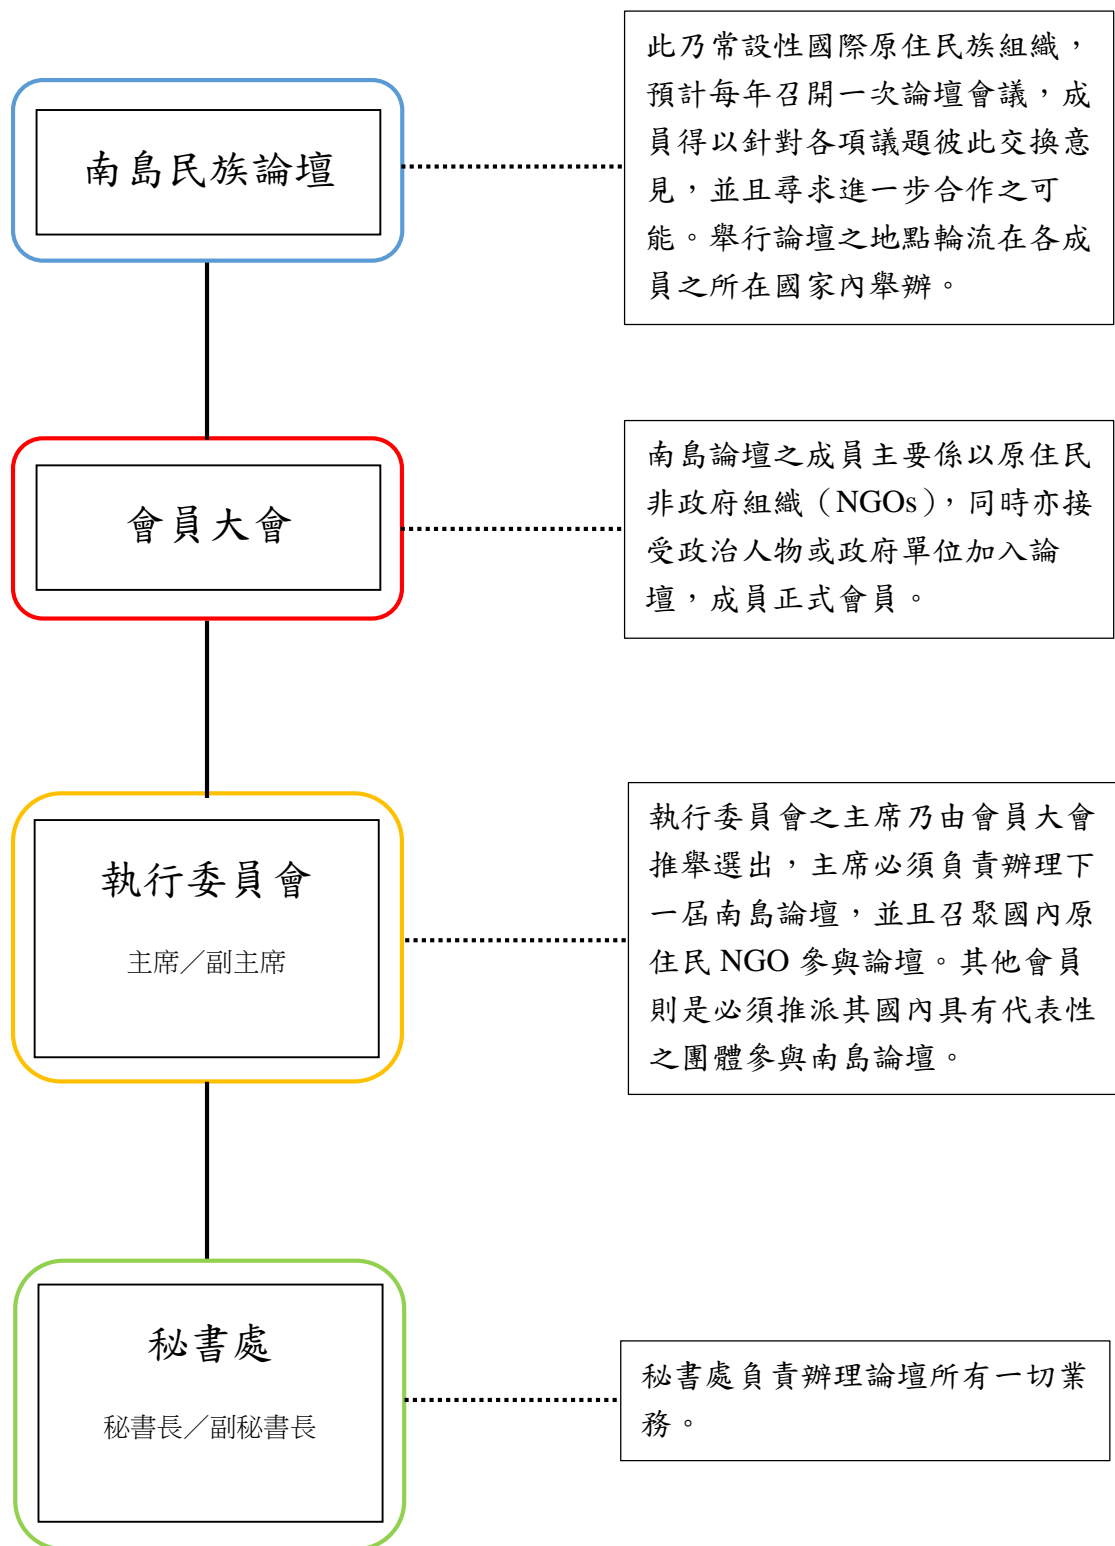 南島民族論壇
此乃常設性國際原住民族組織，
預計每年召開一次論壇會議，成
員得以針對各項議題彼此交換意
見，並且尋求進一步合作之可
能。舉行論壇之地點輪流在各成
員之所在國家內舉辦。
會員大會
南島論壇之成員主要係以原住民
非政府組織（NGOs），同時亦接
受政治人物或政府單位加入論
壇，成員正式會員。
執行委員會
主席／副主席
執行委員會之主席乃由會員大會
推舉選出，主席必須負責辦理下
一屆南島論壇，並且召聚國內原
住民 NGO 參與論壇。其他會員
則是必須推派其國內具有代表性
之團體參與南島論壇。
秘書處
秘書長／副秘書長
秘書處負責辦理論壇所有一切業
務。